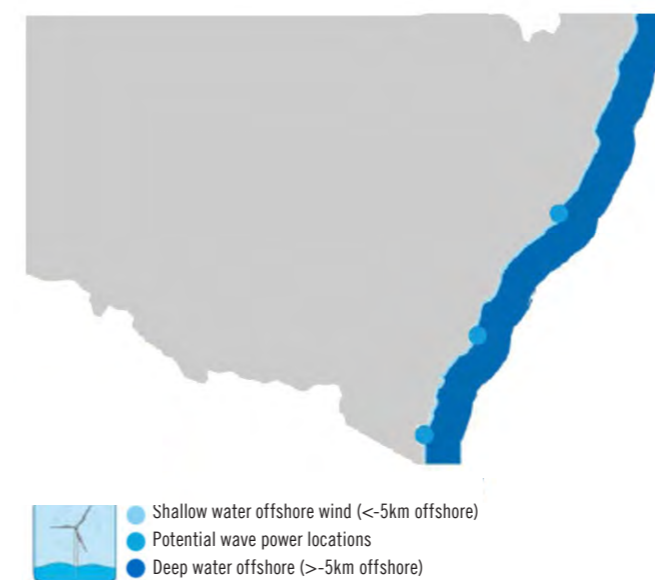 Shallow water offshore wind (<-5km offshore)
Potential wave power locations
Deep water offshore (>-5km offshore)